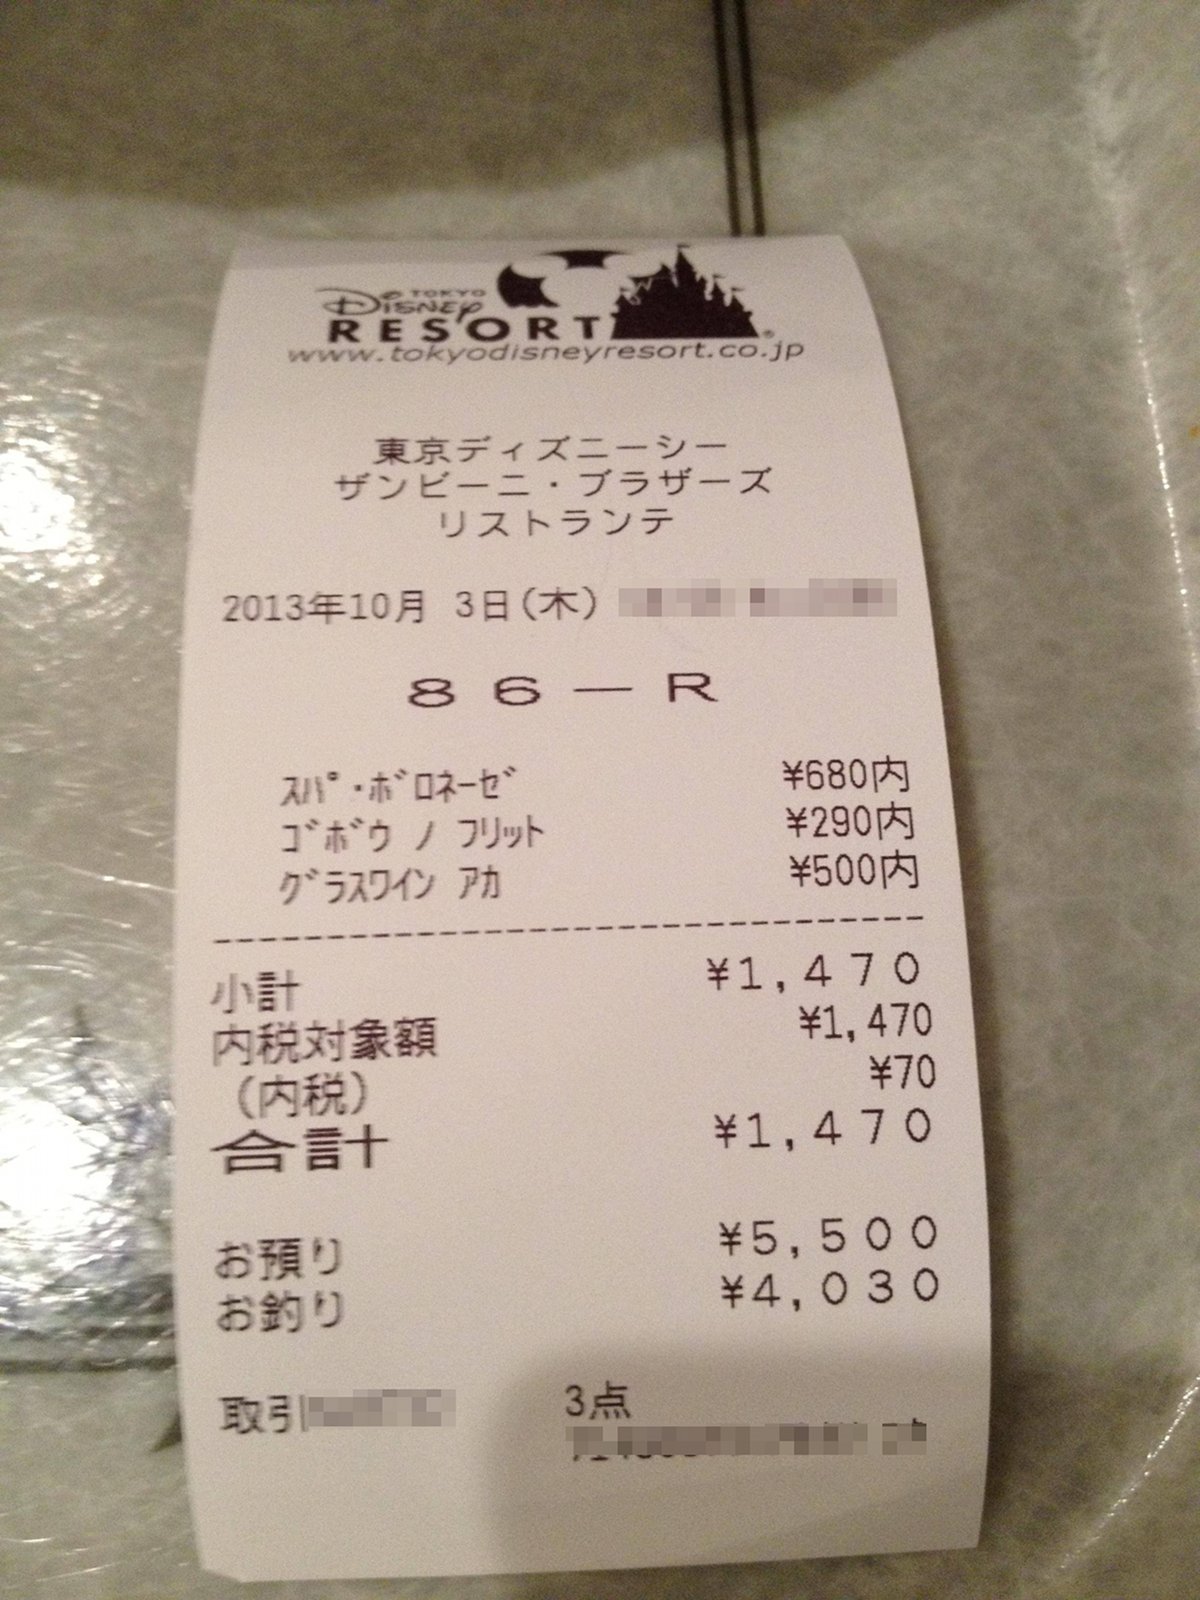 TOKYO
Disney
RESORT®
www.tokyodisneyresort.co.jp
東京ディズニーシー
ザンビーニ・ブラザーズ
リストランテ
2013年10月 3日(木)
86-R
ｽﾊﾟ･ﾎﾞﾛﾈｰｾﾞ ¥680内
ｺﾞﾎﾞｳ ﾉ ﾌﾘｯﾄ ¥290内
ｸﾞﾗｽﾜｲﾝ ｱｶ ¥500内
小計 ¥1,470
内税対象額 ¥1,470
(内税) ¥70
合計 ¥1,470
お預り ¥5,500
お釣り ¥4,030
取引 3点